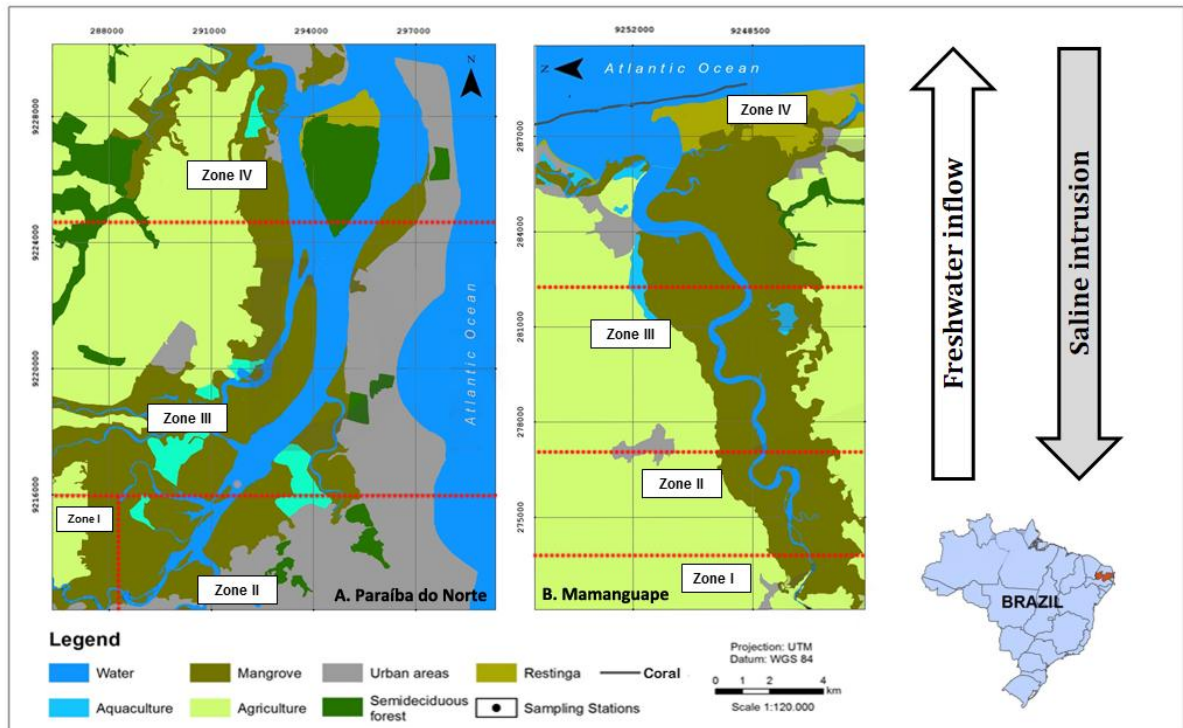 288000 291000 294000 297000
9228000
9224000
9220000
9216000
N
Zone IV
Zone III
Zone I
Zone II
Atlantic Ocean
A. Paraíba do Norte
9252000 9248500
287000
284000
281000
278000
275000
N
Atlantic Ocean
Zone IV
Zone III
Zone II
Zone I
B. Mamanguape
Freshwater inflow
Saline intrusion
BRAZIL
Legend
Water
Mangrove
Urban areas
Restinga
Coral
Aquaculture
Agriculture
Semideciduous
forest
Sampling Stations
Projection: UTM
Datum: WGS 84
0 1 2 4
km
Scale 1:120.000